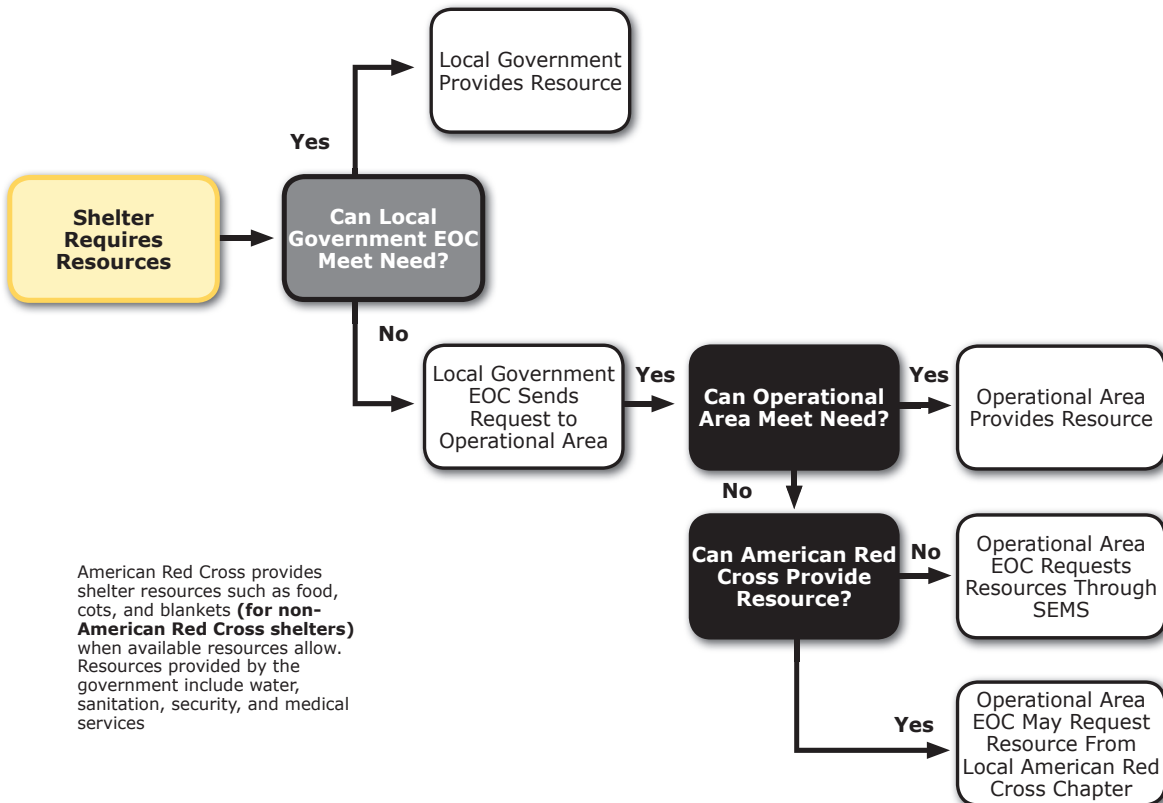 Local Government
Provides Resource
Yes
Shelter
Requires
Resources
Can Local
Government EOC
Meet Need?
No
Local Government
EOC Sends
Request to
Operational Area
Yes
Can Operational
Area Meet Need?
Yes
Operational Area
Provides Resource
No
Can American Red
Cross Provide
Resource?
No
Operational Area
EOC Requests
Resources Through
SEMS
American Red Cross provides
shelter resources such as food,
cots, and blankets (for non-
American Red Cross shelters)
when available resources allow.
Resources provided by the
government include water,
sanitation, security, and medical
services
Yes
Operational Area
EOC May Request
Resource From
Local American Red
Cross Chapter